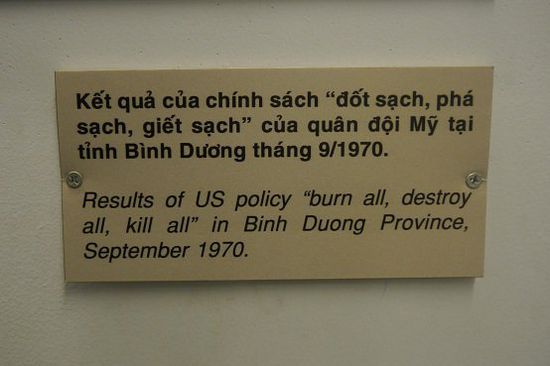 Kết quả của chính sách “đốt sạch, phá
sạch, giết sạch” của quân đội Mỹ tại
tỉnh Bình Dương tháng 9/1970.
Results of US policy “burn all, destroy
all, kill all” in Binh Duong Province,
September 1970.